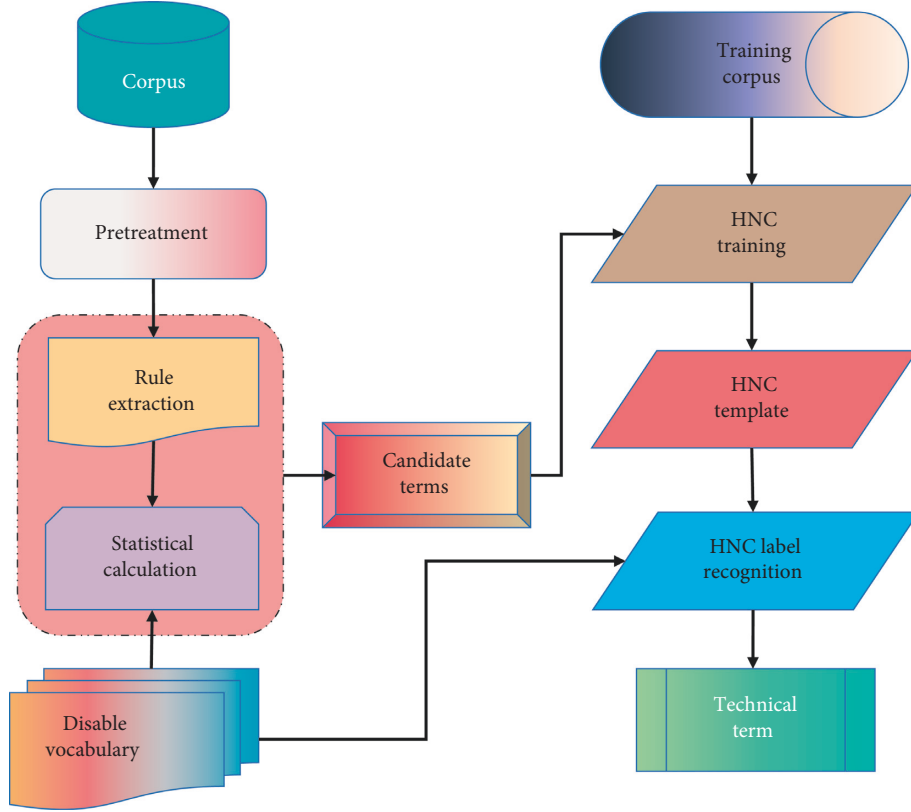 Corpus
Pretreatment
Rule
extraction
Statistical
calculation
Disable
vocabulary
Candidate
terms
Training
corpus
HNC
training
HNC
template
HNC label
recognition
Technical
term